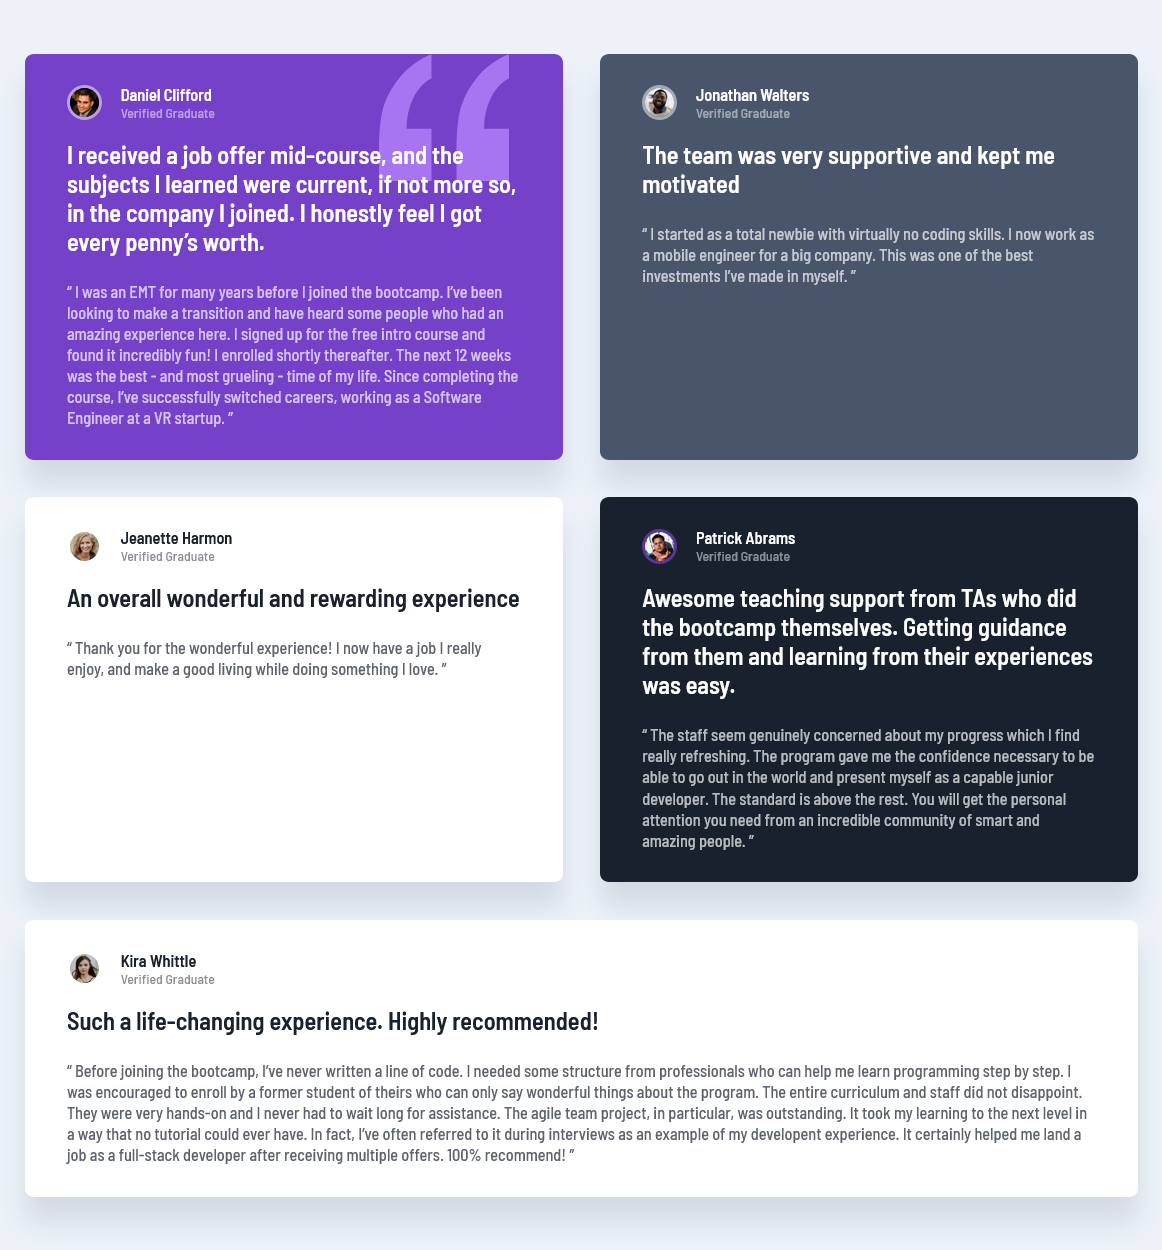 Daniel Clifford
Verified Graduate
I received a job offer mid-course, and the
subjects I learned were current, if not more so,
in the company I joined. I honestly feel I got
every penny’s worth.
“ I was an EMT for many years before I joined the bootcamp. I’ve been
looking to make a transition and have heard some people who had an
amazing experience here. I signed up for the free intro course and
found it incredibly fun! I enrolled shortly thereafter. The next 12 weeks
was the best - and most grueling - time of my life. Since completing the
course, I’ve successfully switched careers, working as a Software
Engineer at a VR startup. ”
Jonathan Walters
Verified Graduate
The team was very supportive and kept me
motivated
“ I started as a total newbie with virtually no coding skills. I now work as
a mobile engineer for a big company. This was one of the best
investments I’ve made in myself. ”
Jeanette Harmon
Verified Graduate
An overall wonderful and rewarding experience
“ Thank you for the wonderful experience! I now have a job I really
enjoy, and make a good living while doing something I love. ”
Patrick Abrams
Verified Graduate
Awesome teaching support from TAs who did
the bootcamp themselves. Getting guidance
from them and learning from their experiences
was easy.
“ The staff seem genuinely concerned about my progress which I find
really refreshing. The program gave me the confidence necessary to be
able to go out in the world and present myself as a capable junior
developer. The standard is above the rest. You will get the personal
attention you need from an incredible community of smart and
amazing people. ”
Kira Whittle
Verified Graduate
Such a life-changing experience. Highly recommended!
“ Before joining the bootcamp, I’ve never written a line of code. I needed some structure from professionals who can help me learn programming step by step. I
was encouraged to enroll by a former student of theirs who can only say wonderful things about the program. The entire curriculum and staff did not disappoint.
They were very hands-on and I never had to wait long for assistance. The agile team project, in particular, was outstanding. It took my learning to the next level in
a way that no tutorial could ever have. In fact, I’ve often referred to it during interviews as an example of my developent experience. It certainly helped me land a
job as a full-stack developer after receiving multiple offers. 100% recommend! ”